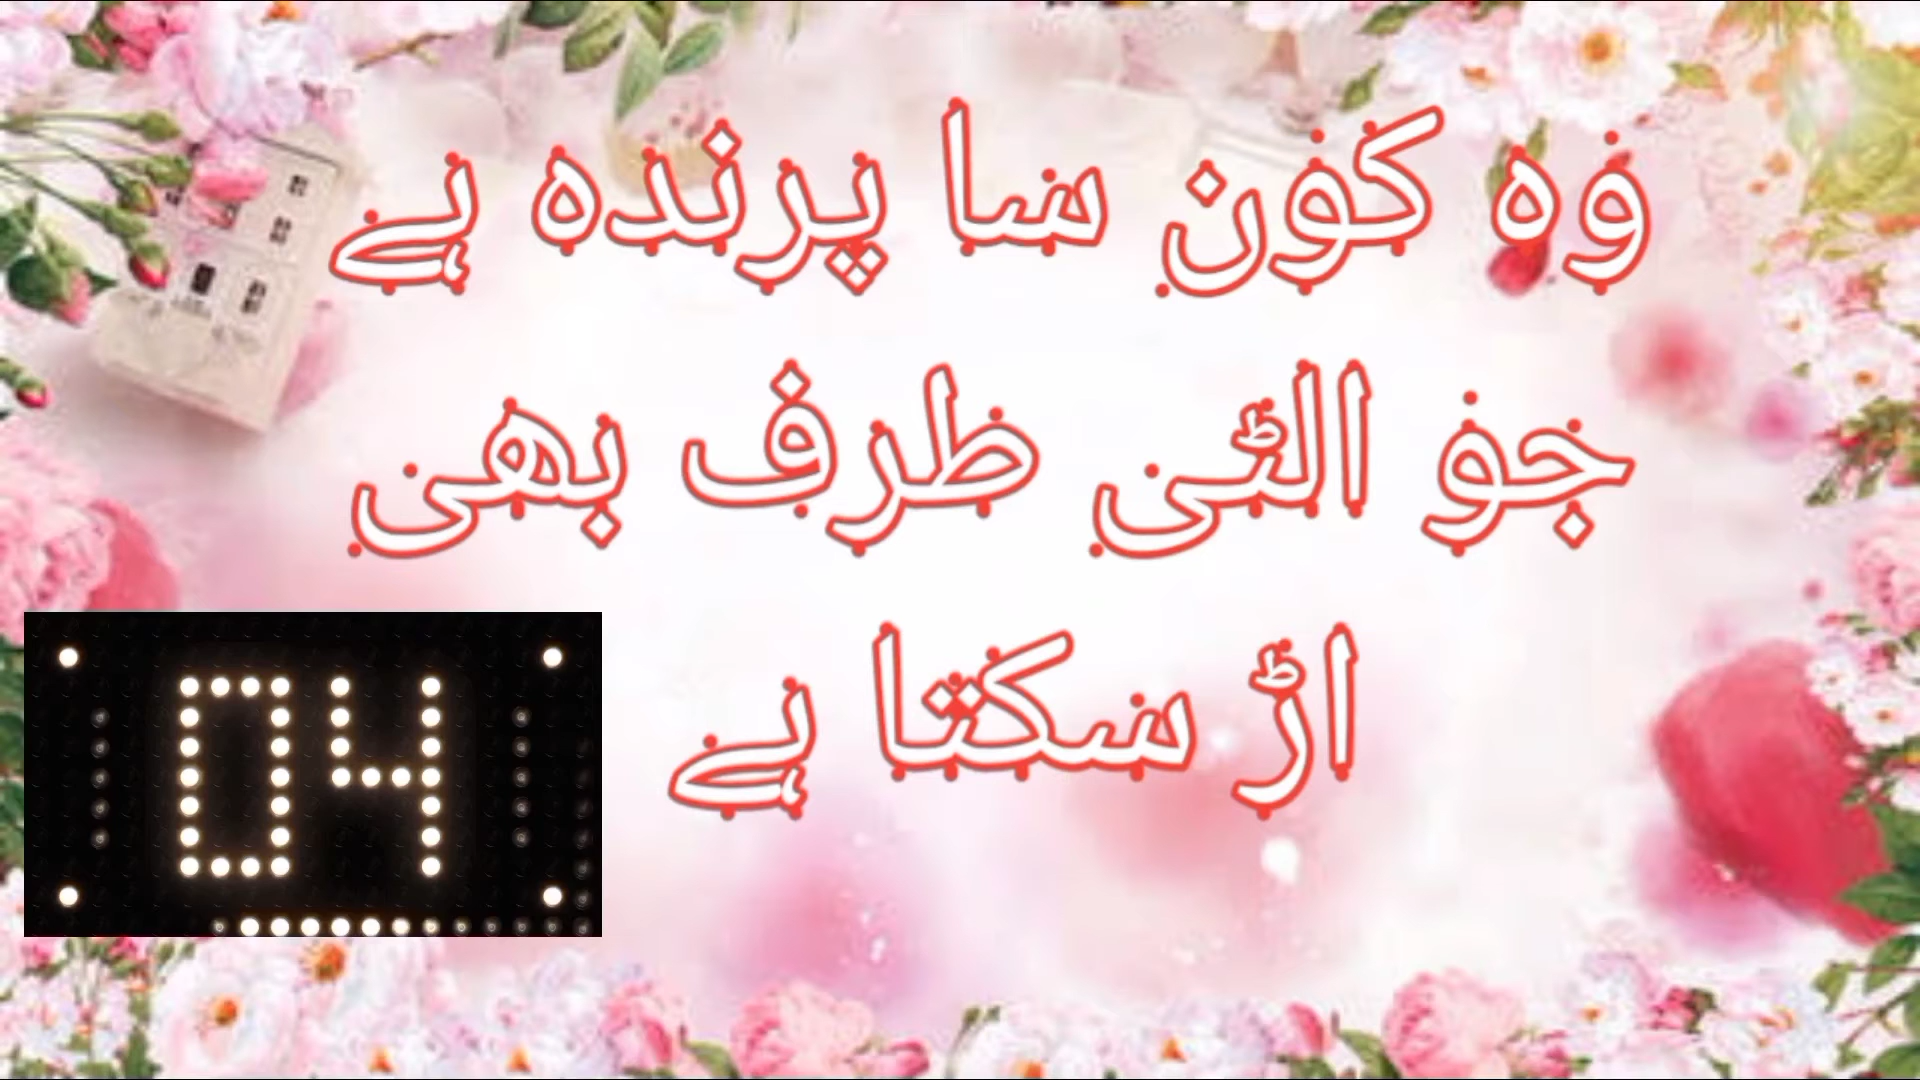 وہ کون سا پرندہ ہے
جو الٹی طرف بھی
اڑ سکتا ہے
04